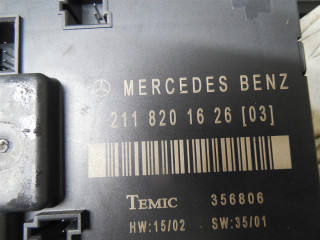 MERCEDES BENZ
211 820 16 26 [03]
TEMIC 356806
HW:15/02 SW:35/01